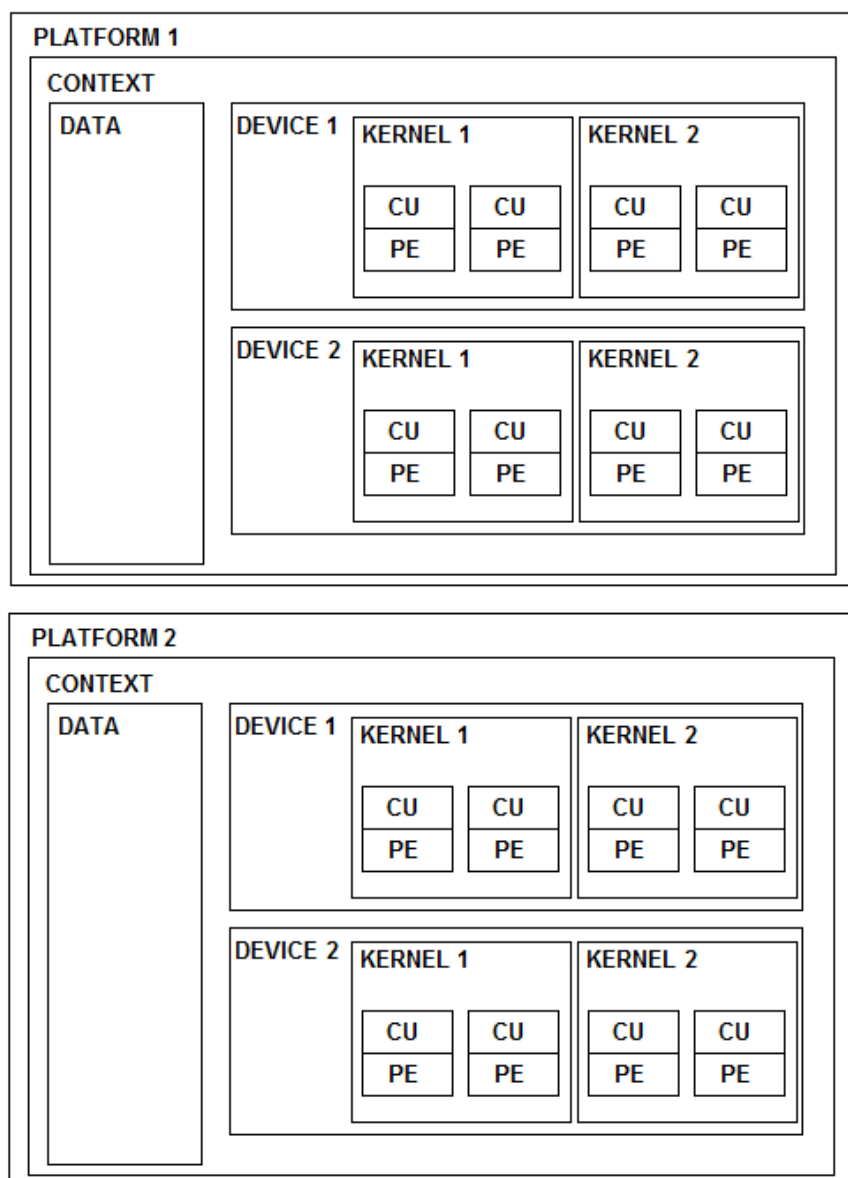 PLATFORM 1
CONTEXT
DATA DEVICE 1 KERNEL 1 KERNEL 2
CU CU CU CU
PE PE PE PE
DEVICE 2 KERNEL 1 KERNEL 2
CU CU CU CU
PE PE PE PE
PLATFORM 2
CONTEXT
DATA DEVICE 1 KERNEL 1 KERNEL 2
CU CU CU CU
PE PE PE PE
DEVICE 2 KERNEL 1 KERNEL 2
CU CU CU CU
PE PE PE PE